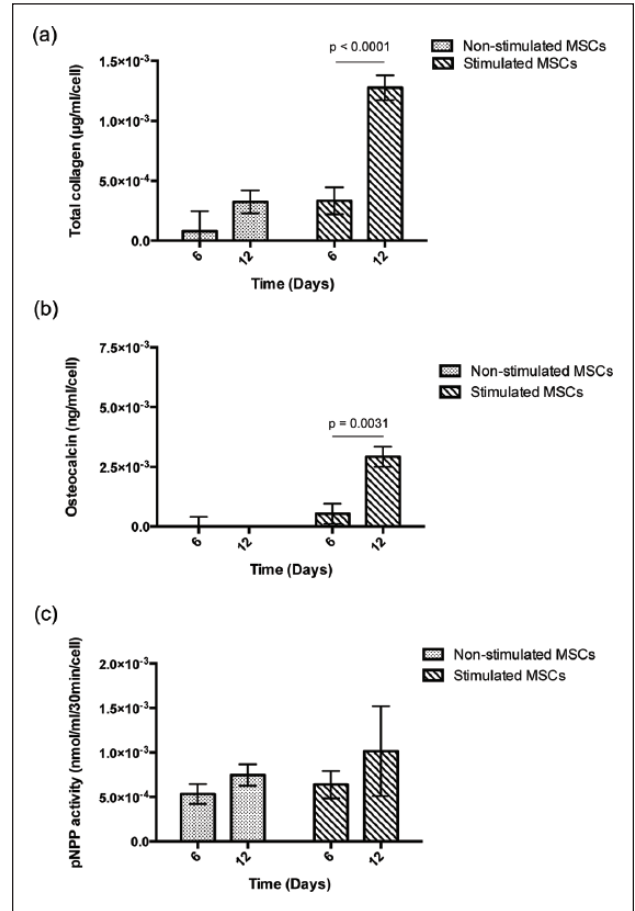 (a)
p < 0.0001
Non-stimulated MSCs
Stimulated MSCs
Total collagen (µg/ml/cell)
1.5×10⁻³
1.0×10⁻³
5.0×10⁻⁴
0.0
6
12
6
12
Time (Days)
(b)
Non-stimulated MSCs
Stimulated MSCs
p = 0.0031
Osteocalcin (ng/ml/cell)
7.5×10⁻³
5.0×10⁻³
2.5×10⁻³
0.0
6
12
6
12
Time (Days)
(c)
Non-stimulated MSCs
Stimulated MSCs
pNPP activity (nmol/ml/30min/cell)
2.0×10⁻³
1.5×10⁻³
1.0×10⁻³
5.0×10⁻⁴
0.0
6
12
6
12
Time (Days)